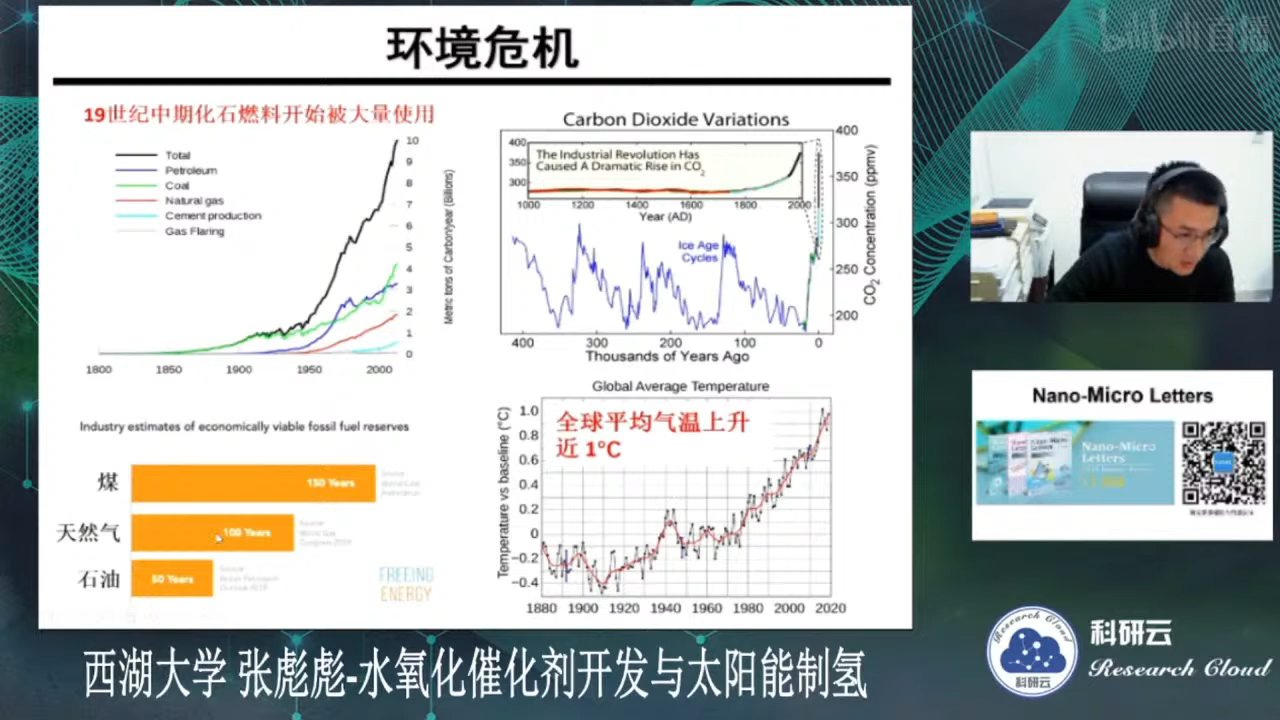 环境危机
19世纪中期化石燃料开始被大量使用
Total
Petroleum
Coal
Natural gas
Cement production
Gas Flaring
10
9
8
7
6
5
4
3
2
1
0
Metric tons of Carbon/year (Billions)
1800
1850
1900
1950
2000
Carbon Dioxide Variations
400
300
The Industrial Revolution Has
Caused A Dramatic Rise in CO2
1000
1200
1400
1600
1800
2000
Year (AD)
Ice Age
Cycles
400
350
300
250
200
CO2 Concentration (ppmv)
400
300
200
100
0
Thousands of Years Ago
Industry estimates of economically viable fossil fuel reserves
煤
150 Years
天然气
100 Years
石油
50 Years
FREEING
ENERGY
Global Average Temperature
全球平均气温上升
近 1°C
Temperature vs baseline (°C)
1.0
0.8
0.6
0.4
0.2
0
−0.2
−0.4
1880
1900
1920
1940
1960
1980
2000
2020
Nano-Micro Letters
Nano-Micro
Letters
科研云
Research Cloud
Research Cloud
科研云
西湖大学 张彪彪-水氧化催化剂开发与太阳能制氢